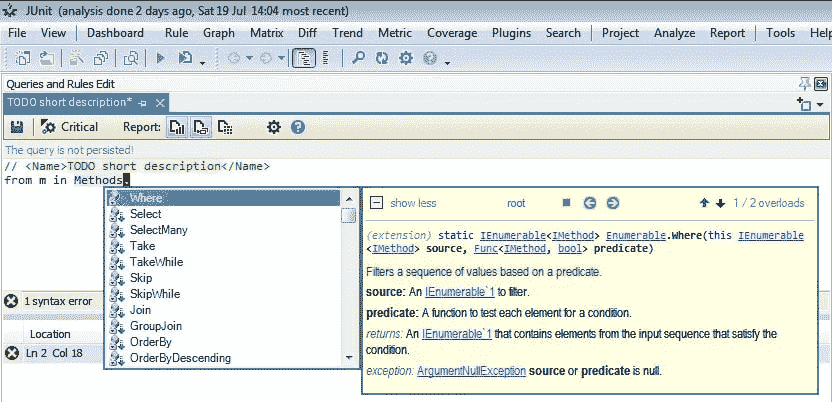 JUnit (analysis done 2 days ago, Sat 19 Jul 14:04 most recent)
File View Dashboard Rule Graph Matrix Diff Trend Metric Coverage Plugins Search Project Analyze Report Tools Help
Queries and Rules Edit
TODO short description*
Critical Report:
The query is not persisted!
// <Name>TODO short description</Name>
from m in Methods.
Where
Select
SelectMany
Take
TakeWhile
Skip
SkipWhile
Join
GroupJoin
OrderBy
OrderByDescending
show less root 1 / 2 overloads
(extension) static IEnumerable<IMethod> Enumerable.Where(this IEnumerable
<IMethod> source, Func<IMethod, bool> predicate)
Filters a sequence of values based on a predicate.
source: An IEnumerable`1 to filter.
predicate: A function to test each element for a condition.
returns: An IEnumerable`1 that contains elements from the input sequence that satisfy the
condition.
exception: ArgumentNullException source or predicate is null.
1 syntax error
Location
Ln 2 Col 18